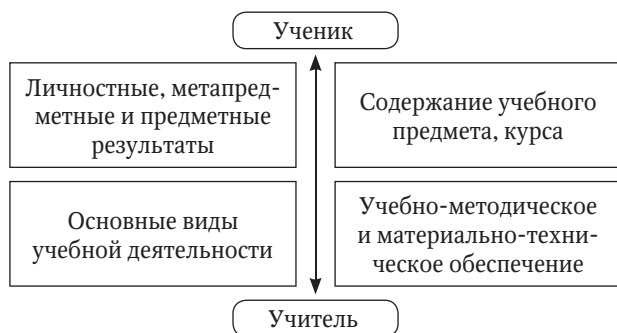 Ученик
Личностные, метапред-
метные и предметные
результаты
Содержание учебного
предмета, курса
Основные виды
учебной деятельности
Учебно-методическое
и материально-техни-
ческое обеспечение
Учитель